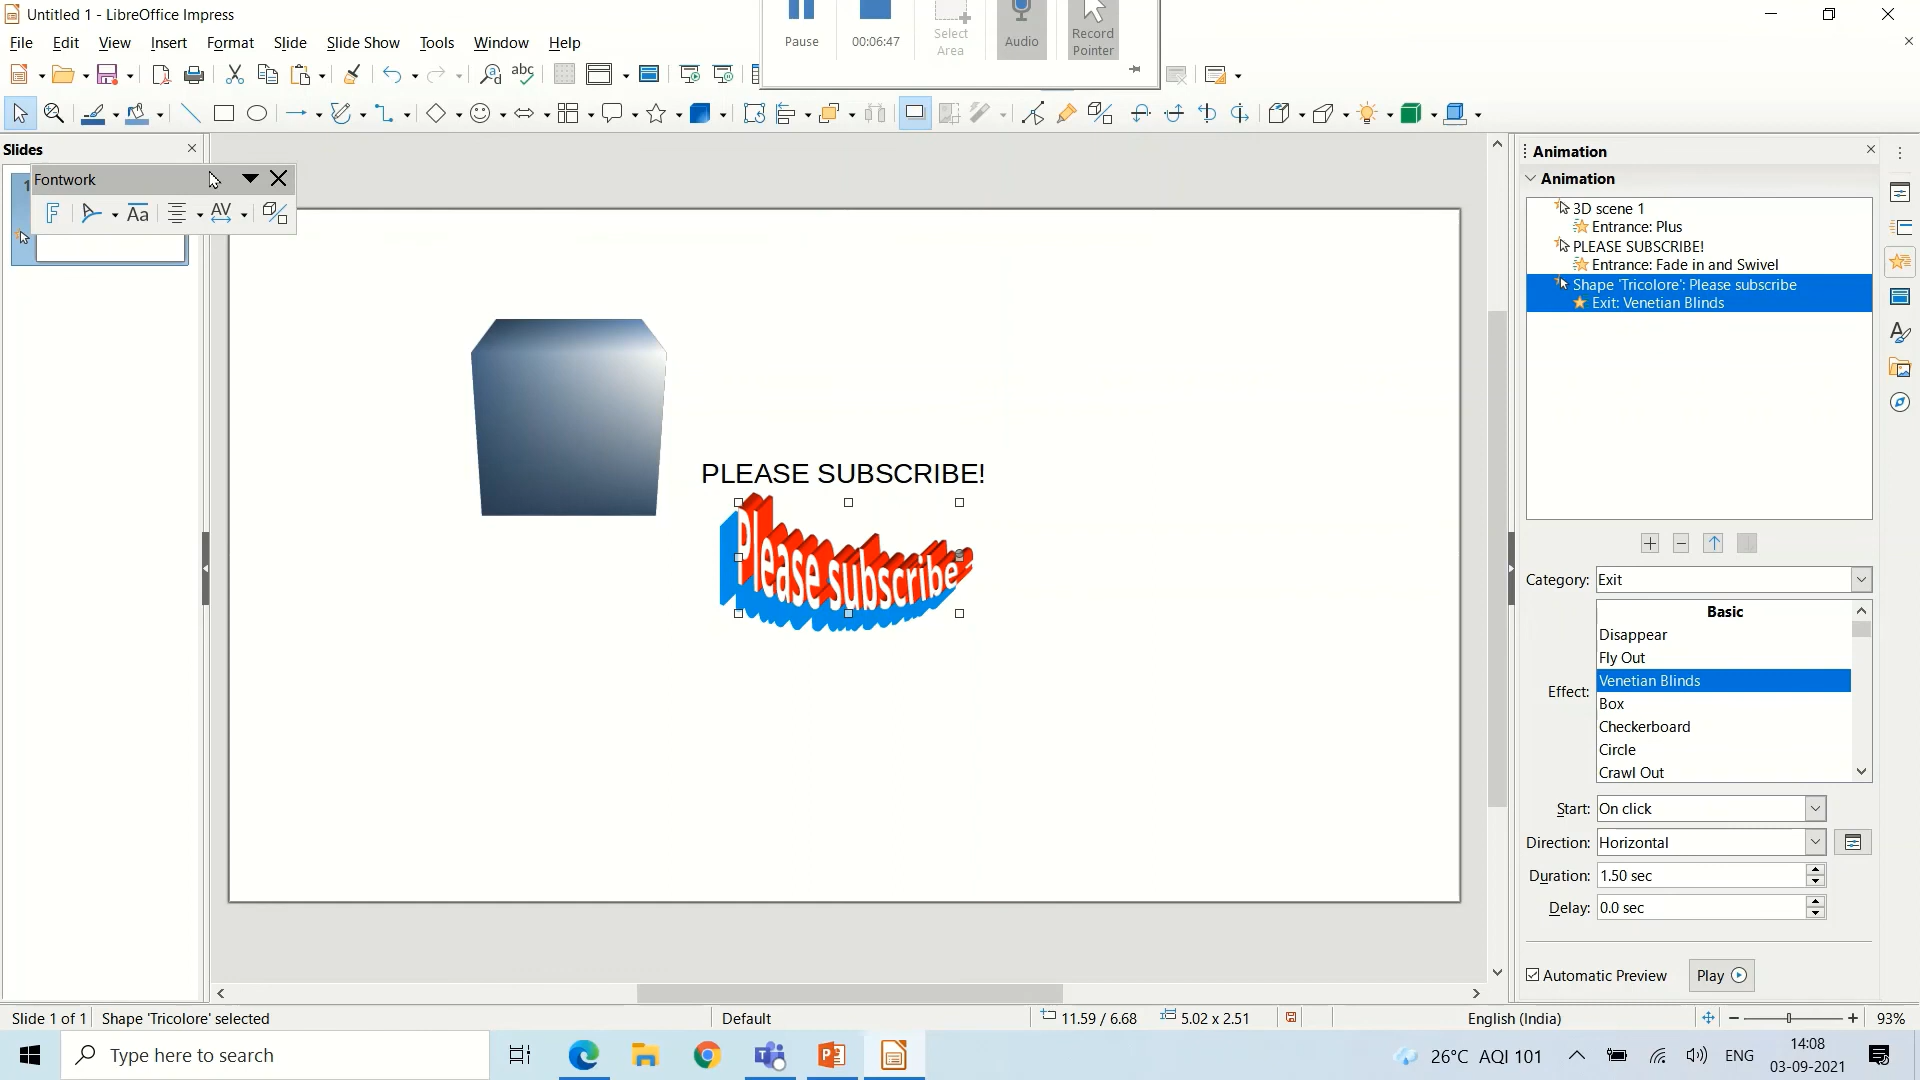 Untitled 1 - LibreOffice Impress
File Edit View Insert Format Slide Slide Show Tools Window Help
Pause
00:06:47
Select Area
Audio
Record Pointer
Slides
1
Fontwork
F
Aa
AV
PLEASE SUBSCRIBE!
Please subscribe
Animation
Animation
3D scene 1
Entrance: Plus
PLEASE SUBSCRIBE!
Entrance: Fade in and Swivel
Shape 'Tricolore': Please subscribe
Exit: Venetian Blinds
Category: Exit
Basic
Disappear
Fly Out
Effect: Venetian Blinds
Box
Checkerboard
Circle
Crawl Out
Start: On click
Direction: Horizontal
Duration: 1.50 sec
Delay: 0.0 sec
Automatic Preview Play
Slide 1 of 1 Shape 'Tricolore' selected Default 11.59 / 6.68 5.02 x 2.51 English (India) 93%
Type here to search
26°C AQI 101
ENG
14:08
03-09-2021